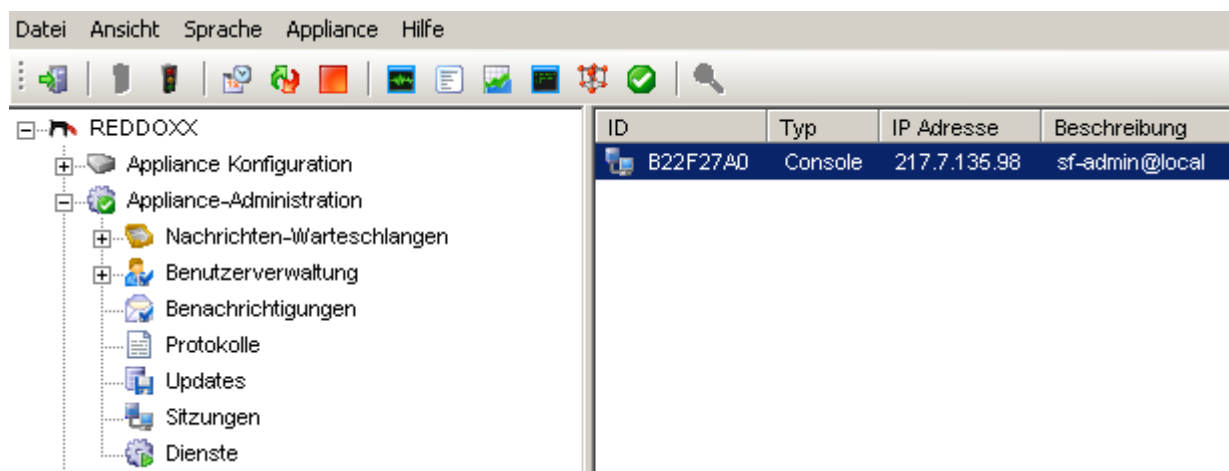 Datei Ansicht Sprache Appliance Hilfe
REDDOXX
Appliance Konfiguration
Appliance-Administration
Nachrichten-Warteschlangen
Benutzerverwaltung
Benachrichtigungen
Protokolle
Updates
Sitzungen
Dienste
ID Typ IP Adresse Beschreibung
B22F27A0 Console 217.7.135.98 sf-admin@local